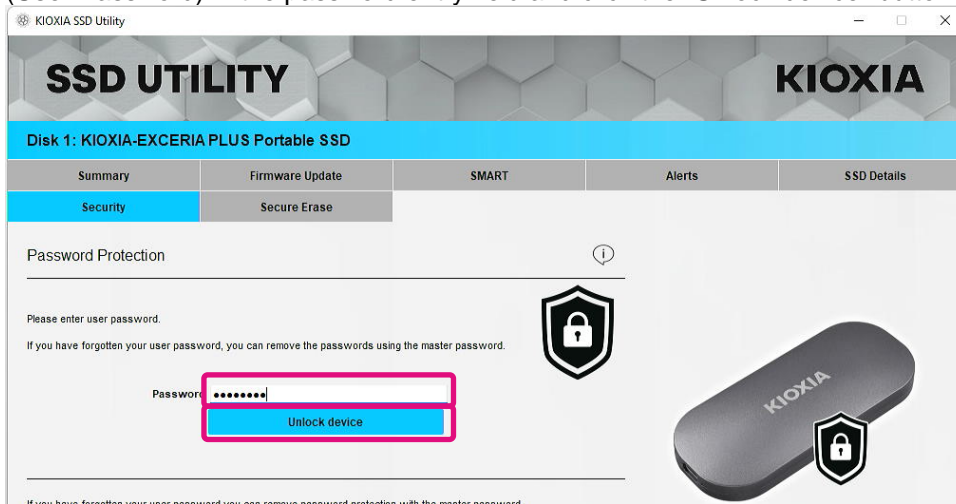 KIOXIA SSD Utility
SSD UTILITY
KIOXIA
Disk 1: KIOXIA-EXCERIA PLUS Portable SSD
Summary Firmware Update SMART Alerts SSD Details
Security Secure Erase
Password Protection
Please enter user password.
If you have forgotten your user password, you can remove the passwords using the master password.
Password ••••••••
Unlock device
KIOXIA
If you have forgotten your user password you can remove password protection with the master password.